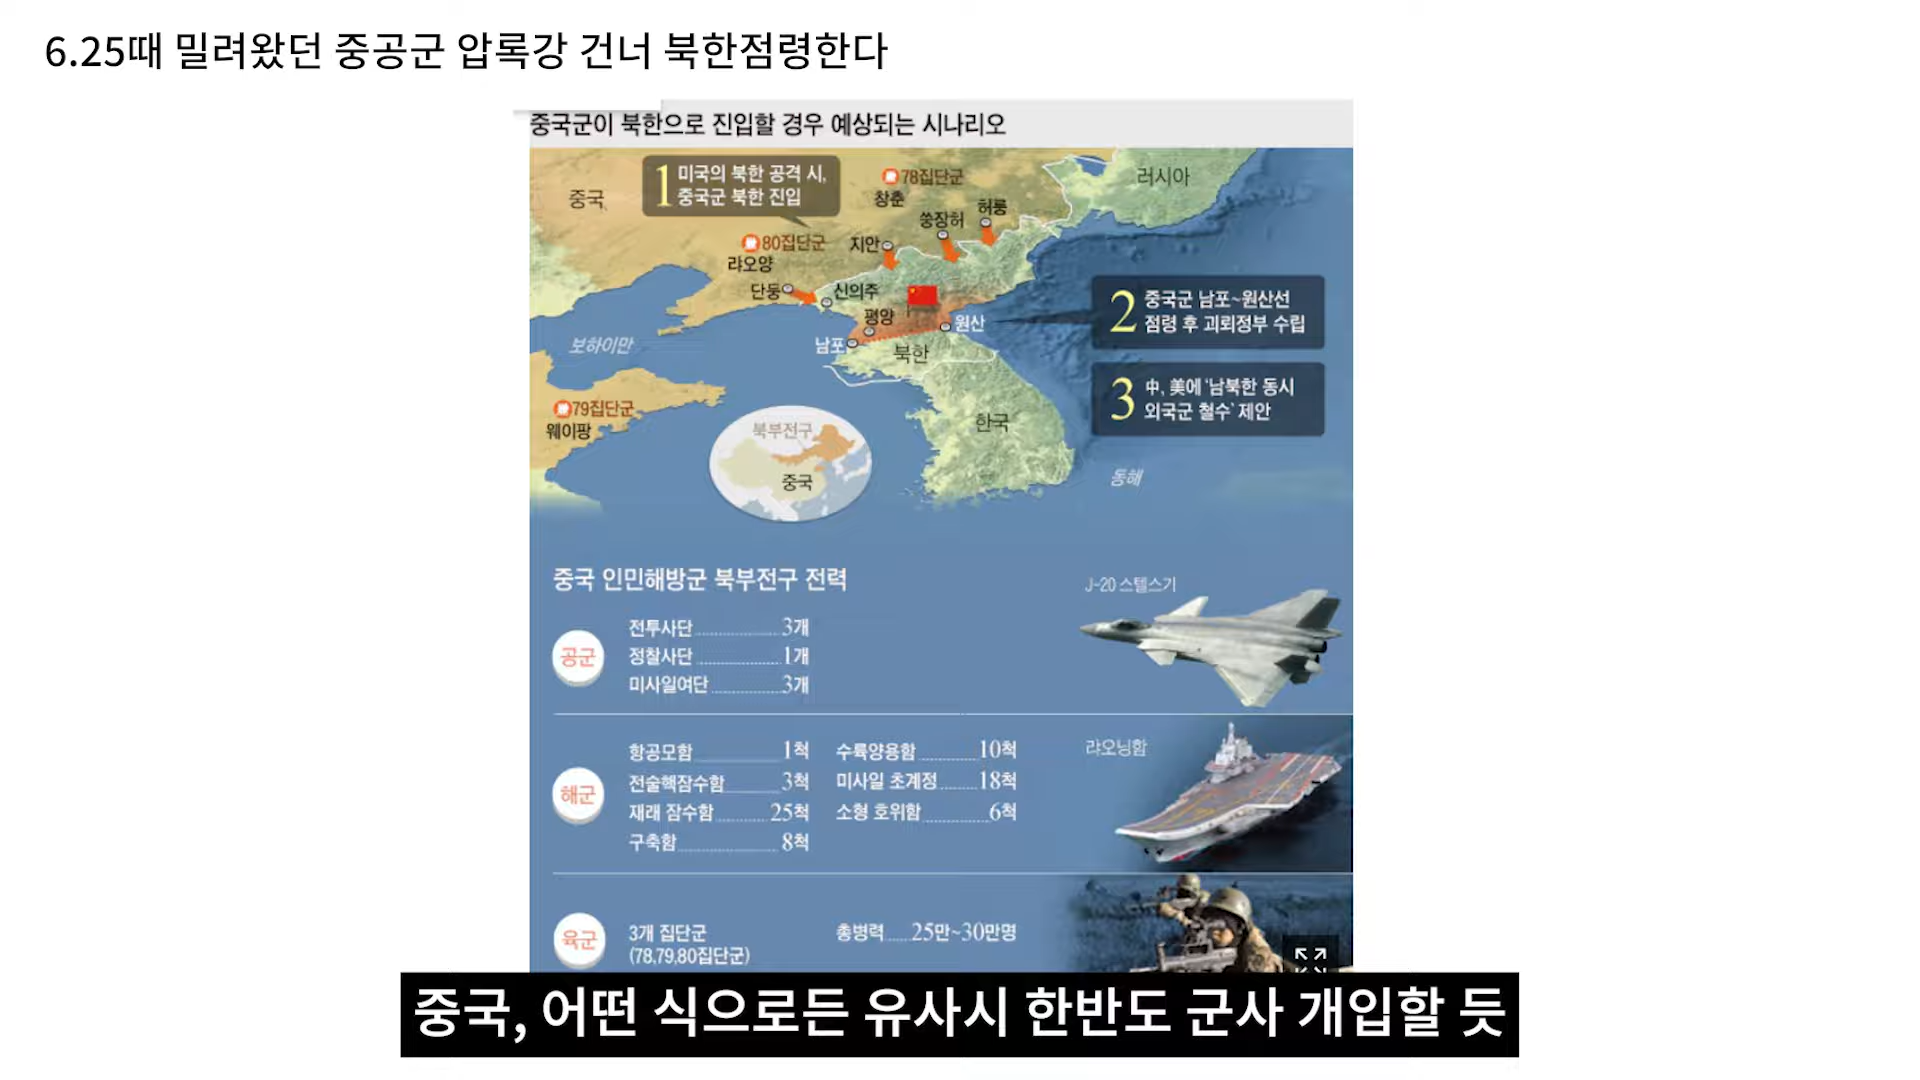 6.25때 밀려왔던 중공군 압록강 건너 북한점령한다
중국군이 북한으로 진입할 경우 예상되는 시나리오
1 미국의 북한 공격 시,
중국군 북한 진입
중국
78집단군
창춘
러시아
허룽
쑹장허
80집단군
랴오양
지안
단둥
신의주
평양
원산
남포
북한
2 중국군 남포~원산선
점령 후 괴뢰정부 수립
보하이만
3 中, 美에 '남북한 동시
외국군 철수' 제안
79집단군
웨이팡
북부전구
중국
한국
동해
중국 인민해방군 북부전구 전력
J-20 스텔스기
공군
전투사단 3개
정찰사단 1개
미사일여단 3개
해군
항공모함 1척
전술핵잠수함 3척
재래 잠수함 25척
구축함 8척
수륙양용함 10척
미사일 초계정 18척
소형 호위함 6척
랴오닝함
육군
3개 집단군
(78,79,80집단군)
총병력 25만~30만명
중국, 어떤 식으로든 유사시 한반도 군사 개입할 듯